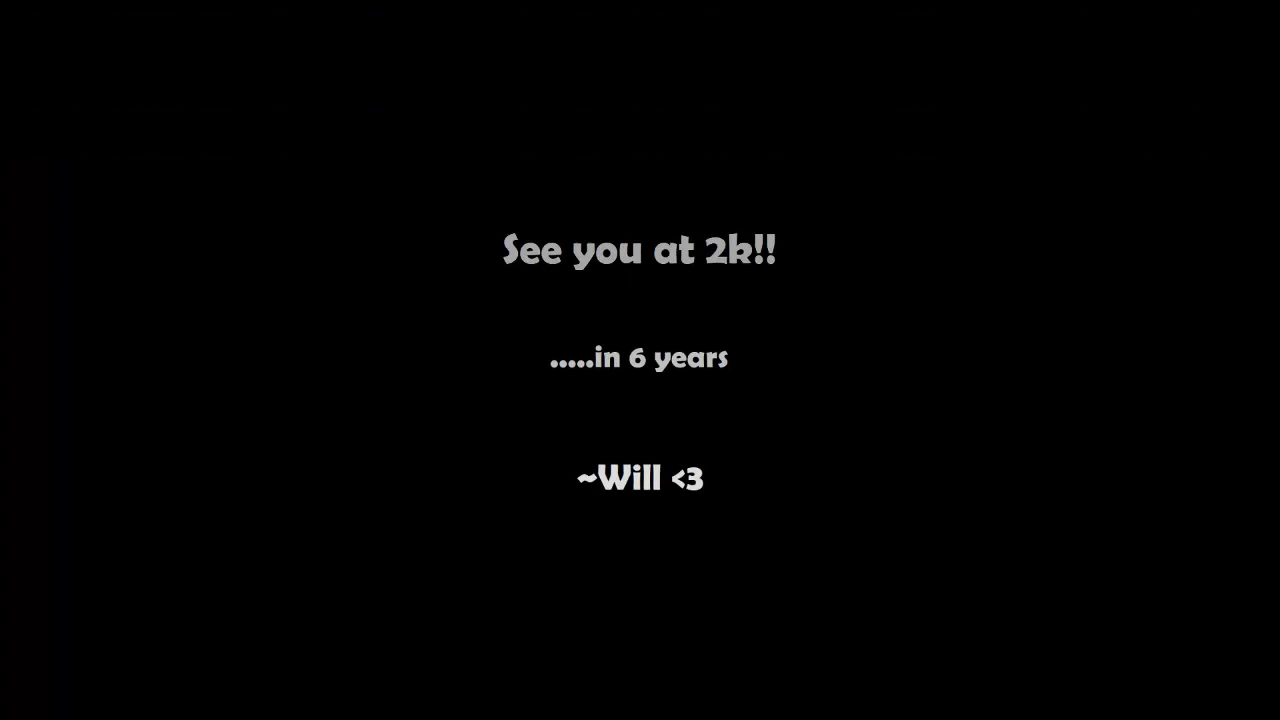 See you at 2k!!
.....in 6 years
~Will <3